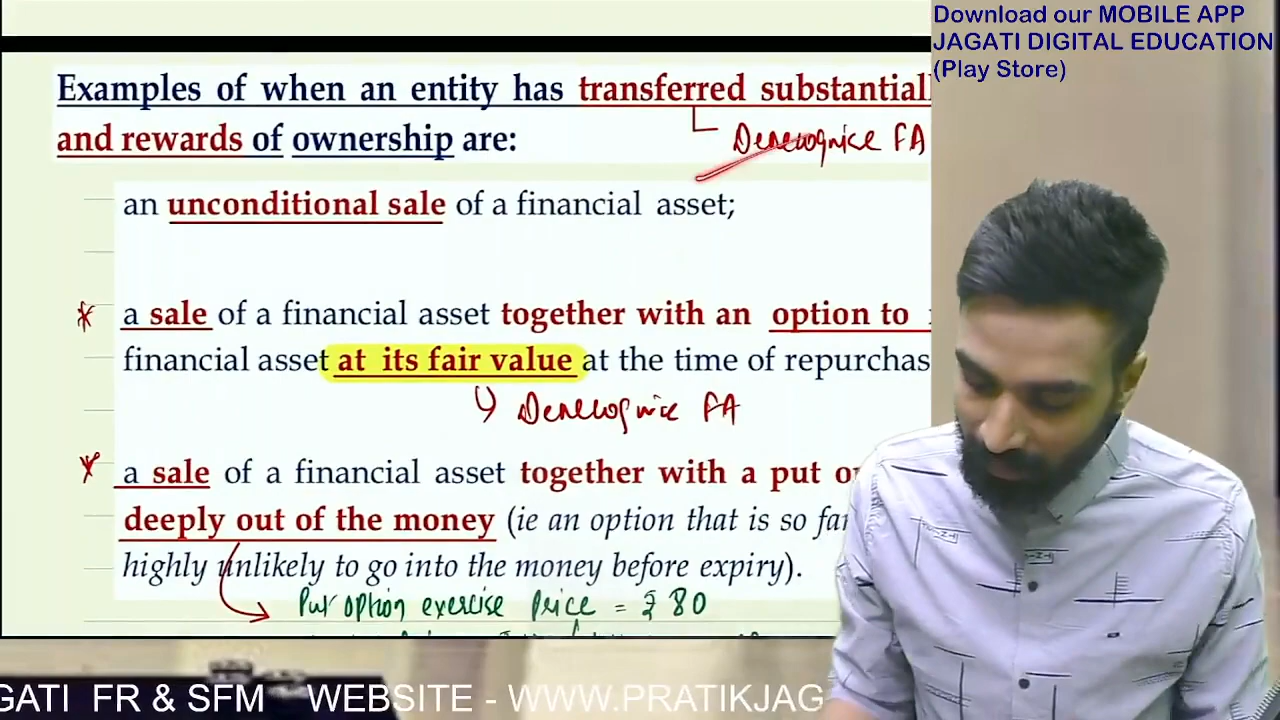 Download our MOBILE APP
JAGATI DIGITAL EDUCATION
(Play Store)
Examples of when an entity has transferred substantiall
and rewards of ownership are:
Derecognise FA
an unconditional sale of a financial asset;
a sale of a financial asset together with an option to
financial asset at its fair value at the time of repurchas
Derecognise FA
a sale of a financial asset together with a put
deeply out of the money (ie an option that is so far
highly unlikely to go into the money before expiry).
Put option exercise price = ₹ 80
GATI FR & SFM WEBSITE - WWW.PRATIKJAG